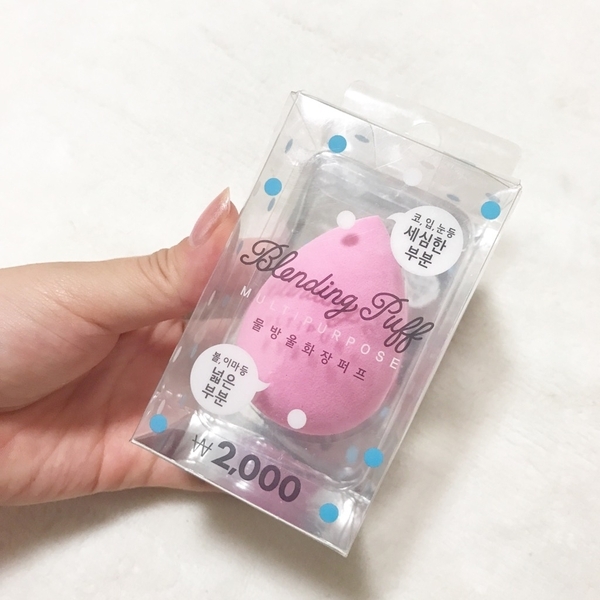 코, 입, 눈등
세심한
부분
Blending Puff
MULTIPURPOSE
물방울화장퍼프
볼, 이마등
넓은
부분
₩2,000